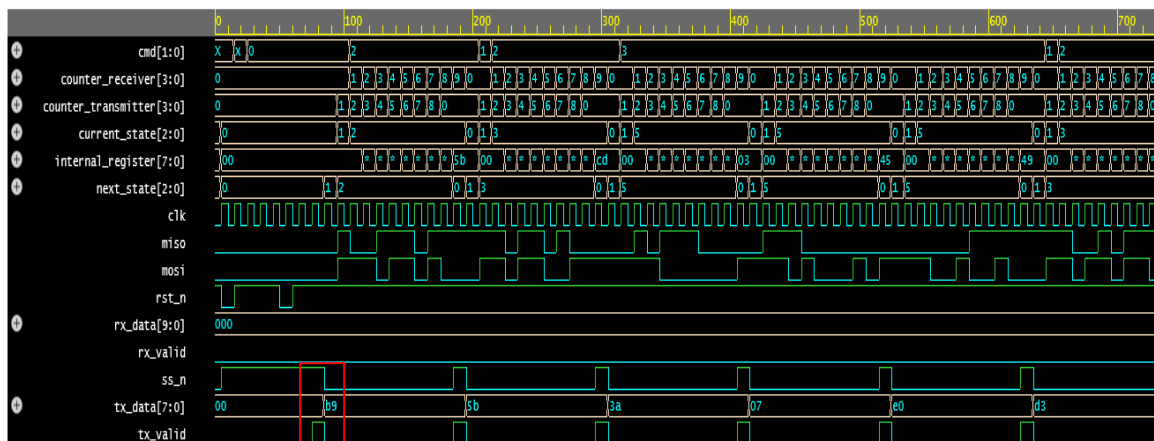 0 100 200 300 400 500 600 700
cmd[1:0] X x 0 2 1 2 3 1 2
counter_receiver[3:0] 0 1 2 3 4 5 6 7 8 9 0 1 2 3 4 5 6 7 8 9 0 1 2 3 4 5 6 7 8 9 0 1 2 3 4 5 6 7 8 9 0 1 2 3 4 5 6 7 8 9 0 1 2 3 4 5 6 7 8
counter_transmitter[3:0] 0 1 2 3 4 5 6 7 8 0 1 2 3 4 5 6 7 8 0 1 2 3 4 5 6 7 8 9 0 1 2 3 4 5 6 7 8 0 1 2 3 4 5 6 7 8 0 1 2 3 4 5 6 7 8 0
current_state[2:0] 0 1 2 0 1 3 0 1 5 0 1 5 0 1 5 0 1 3
internal_register[7:0] 00 * * * * * * * 5b 00 * * * * * * * cd 00 * * * * * * * 03 00 * * * * * * * 45 00 * * * * * * * 49 00 * * * * * *
next_state[2:0] 0 1 2 0 1 3 0 1 5 0 1 5 0 1 5 0 1 3
clk
miso
mosi
rst_n
rx_data[9:0] 000
rx_valid
ss_n
tx_data[7:0] 00 b9 5b 3a 07 e0 d3
tx_valid